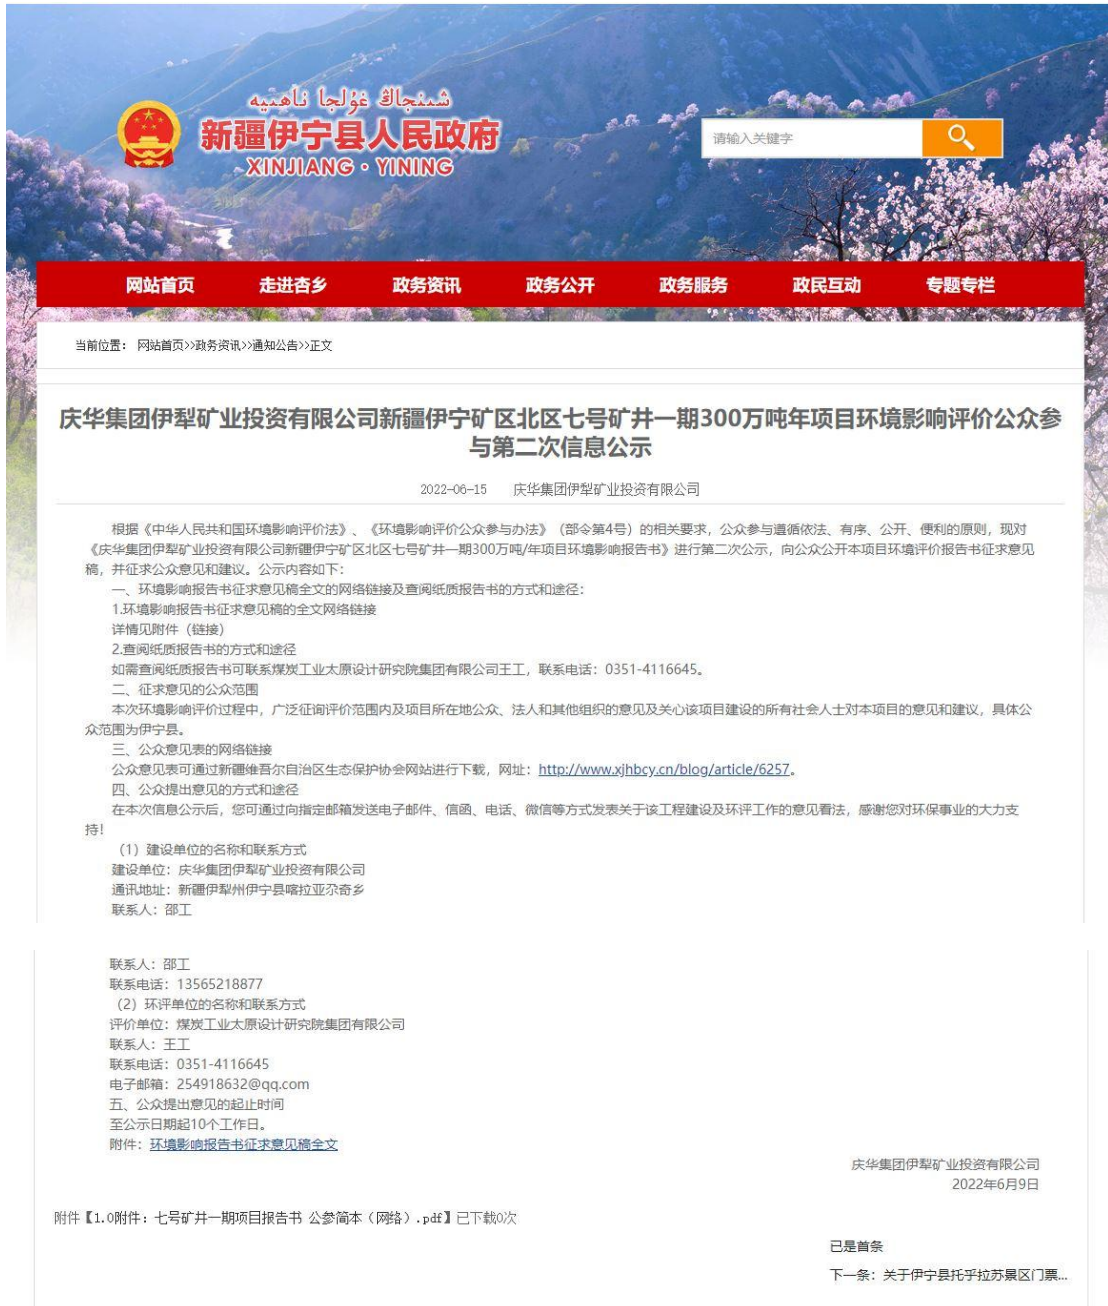 شىنجاڭ غۇلجا ناھىيە
新疆伊宁县人民政府
XINJIANG · YINING
请输入关键字
网站首页 走进杏乡 政务资讯 政务公开 政务服务 政民互动 专题专栏
当前位置： 网站首页>>政务资讯>>通知公告>>正文
庆华集团伊犁矿业投资有限公司新疆伊宁矿区北区七号矿井一期300万吨年项目环境影响评价公众参
与第二次信息公示
2022-06-15 庆华集团伊犁矿业投资有限公司
根据《中华人民共和国环境影响评价法》、《环境影响评价公众参与办法》（部令第4号）的相关要求，公众参与遵循依法、有序、公开、便利的原则，现对
《庆华集团伊犁矿业投资有限公司新疆伊宁矿区北区七号矿井一期300万吨/年项目环境影响报告书》进行第二次公示，向公众公开本项目环境评价报告书征求意见
稿，并征求公众意见和建议。公示内容如下：
一、环境影响报告书征求意见稿全文的网络链接及查阅纸质报告书的方式和途径：
1.环境影响报告书征求意见稿的全文网络链接
详情见附件（链接）
2.查阅纸质报告书的方式和途径
如需查阅纸质报告书可联系煤炭工业太原设计研究院集团有限公司王工，联系电话：0351-4116645。
二、征求意见的公众范围
本次环境影响评价过程中，广泛征询评价范围内及项目所在地公众、法人和其他组织的意见及关心该项目建设的所有社会人士对本项目的意见和建议，具体公
众范围为伊宁县。
三、公众意见表的网络链接
公众意见表可通过新疆维吾尔自治区生态保护协会网站进行下载，网址：http://www.xjhbcy.cn/blog/article/6257。
四、公众提出意见的方式和途径
在本次信息公示后，您可通过向指定邮箱发送电子邮件、信函、电话、微信等方式发表关于该工程建设及环评工作的意见看法，感谢您对环保事业的大力支
持！
（1）建设单位的名称和联系方式
建设单位：庆华集团伊犁矿业投资有限公司
通讯地址：新疆伊犁州伊宁县喀拉亚尕奇乡
联系人：邵工
联系人：邵工
联系电话：13565218877
（2）环评单位的名称和联系方式
评价单位：煤炭工业太原设计研究院集团有限公司
联系人：王工
联系电话：0351-4116645
电子邮箱：254918632@qq.com
五、公众提出意见的起止时间
至公示日期起10个工作日。
附件：环境影响报告书征求意见稿全文
庆华集团伊犁矿业投资有限公司
2022年6月9日
附件【1.0附件：七号矿井一期项目报告书 公参简本（网络）.pdf】已下载0次
已是首条
下一条：关于伊宁县托乎拉苏景区门票...